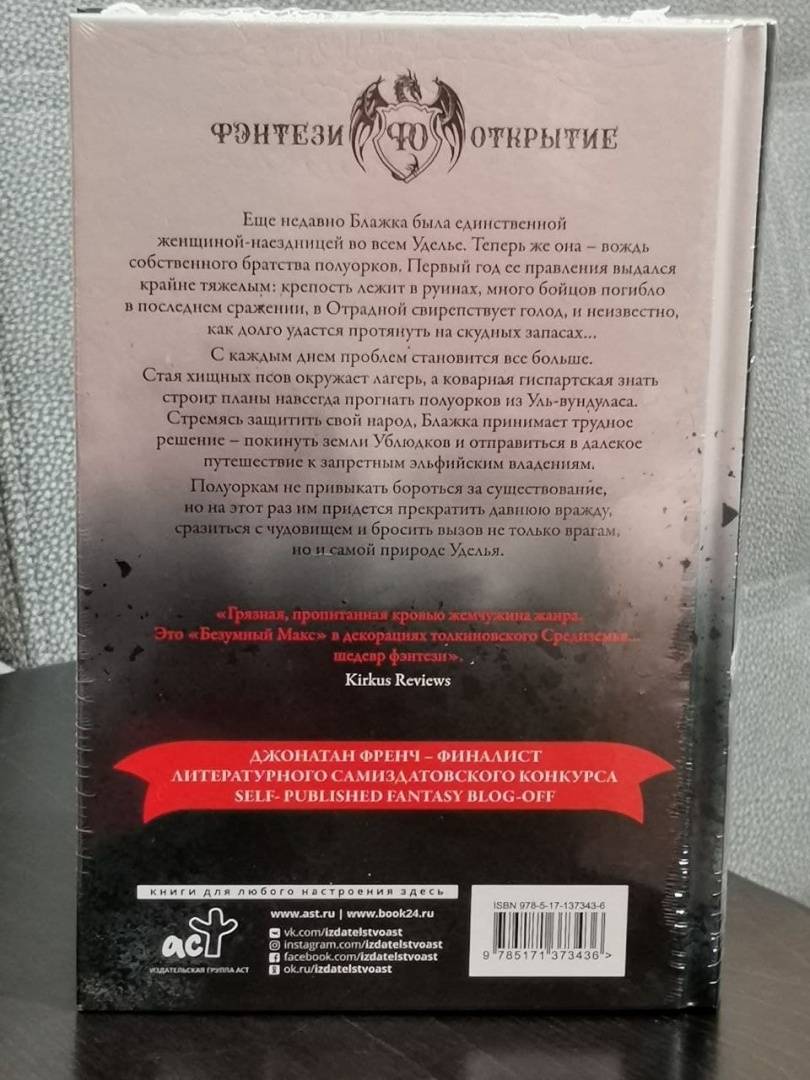 ФЭНТЕЗИ ФО ОТКРЫТИЕ
Еще недавно Блажка была единственной
женщиной-наездницей во всем Уделье. Теперь же она – вождь
собственного братства полуорков. Первый год ее правления выдался
крайне тяжелым: крепость лежит в руинах, много бойцов погибло
в последнем сражении, в Отрадной свирепствует голод, и неизвестно,
как долго удастся протянуть на скудных запасах...
С каждым днем проблем становится все больше.
Стая хищных псов окружает лагерь, а коварная гиспартская знать
строит планы навсегда прогнать полуорков из Уль-вундуласа.
Стремясь защитить свой народ, Блажка принимает трудное
решение – покинуть земли Ублюдков и отправиться в далекое
путешествие к запретным эльфийским владениям.
Полуоркам не привыкать бороться за существование,
но на этот раз им придется прекратить давнюю вражду,
сразиться с чудовищем и бросить вызов не только врагам,
но и самой природе Уделья.
«Грязная, пропитанная кровью жемчужина жанра.
Это «Безумный Макс» в декорациях толкиновского Средиземья...
шедевр фэнтези».
Kirkus Reviews
ДЖОНАТАН ФРЕНЧ – ФИНАЛИСТ
ЛИТЕРАТУРНОГО САМИЗДАТОВСКОГО КОНКУРСА
SELF- PUBLISHED FANTASY BLOG-OFF
книги для любого настроения здесь
www.ast.ru | www.book24.ru
vk.com/izdatelstvoast
instagram.com/izdatelstvoast
facebook.com/izdatelstvoast
ok.ru/izdatelstvoast
аст
ИЗДАТЕЛЬСКАЯ ГРУППА АСТ
ISBN 978-5-17-137343-6
9 785171 373436 >